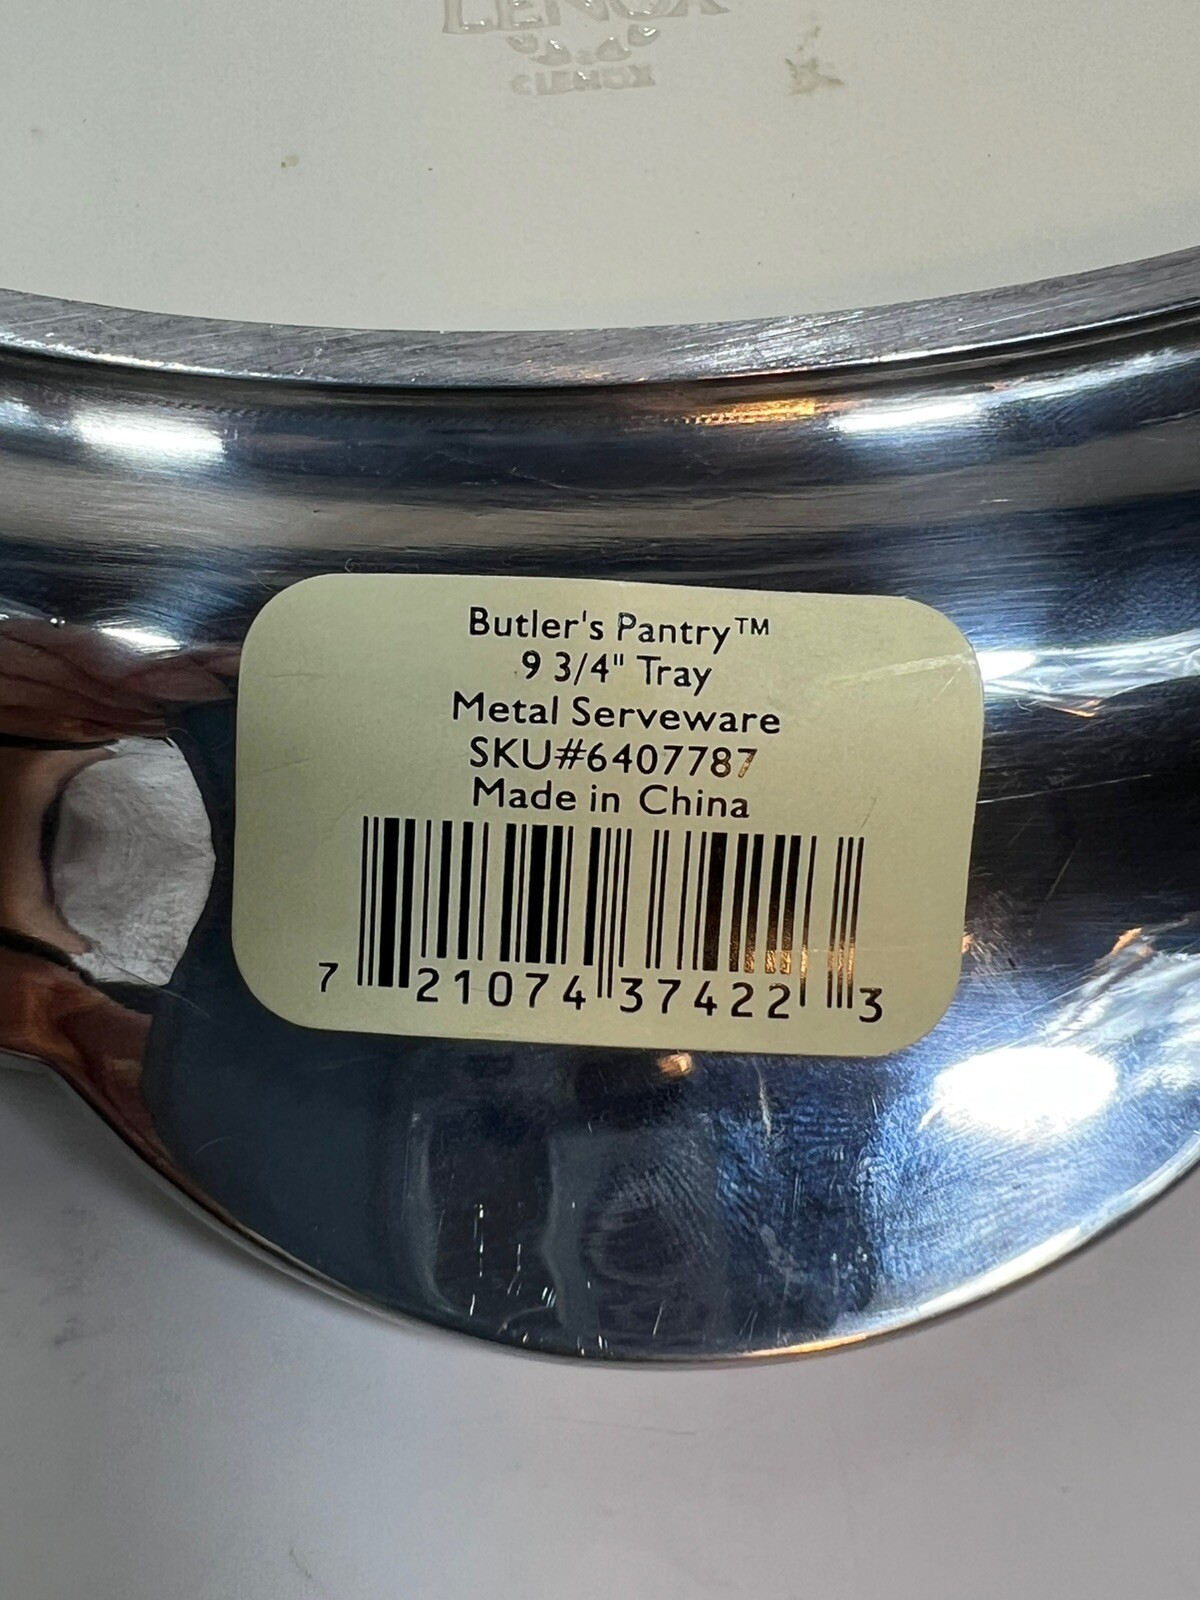 LENOX
© LENOX
Butler's Pantry™
9 3/4" Tray
Metal Serveware
SKU#6407787
Made in China
7 21074 37422 3